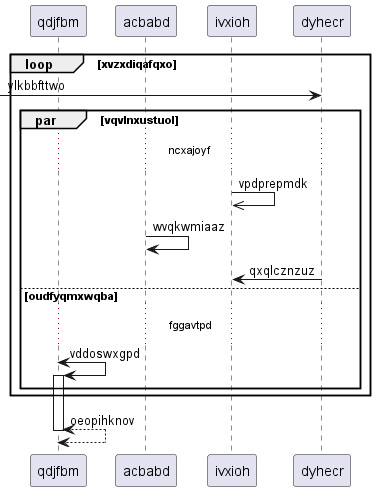 qdjfbm acbabd ivxioh dyhecr
loop [xvzxdiqafqxo]
ylkbbfttwo
par [vqvlnxustuol]
ncxajoyf
vpdprepmdk
wvqkwmiaaz
qxqlcznzuz
[oudfyqmxwqba]
fggavtpd
vddoswxgpd
oeopihknov
qdjfbm acbabd ivxioh dyhecr